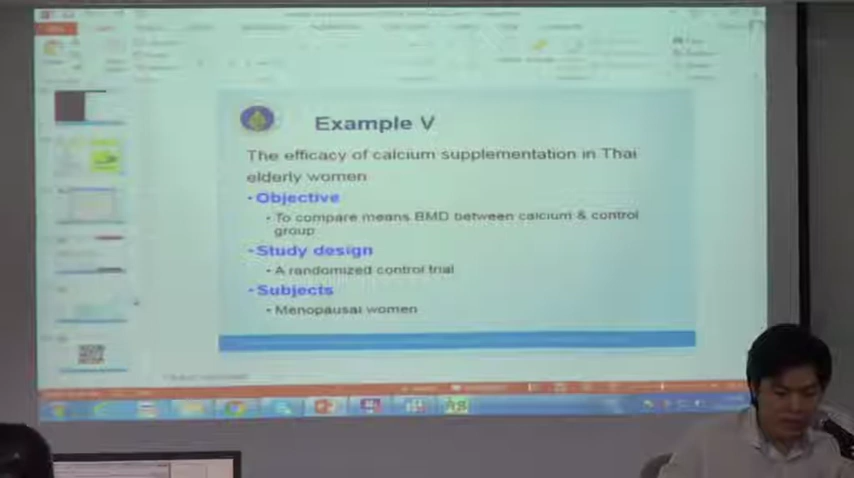 Example V
The efficacy of calcium supplementation in Thai
elderly women
• Objective
• To compare means BMD between calcium & control
group
• Study design
• A randomized control trial
• Subjects
• Menopausal women